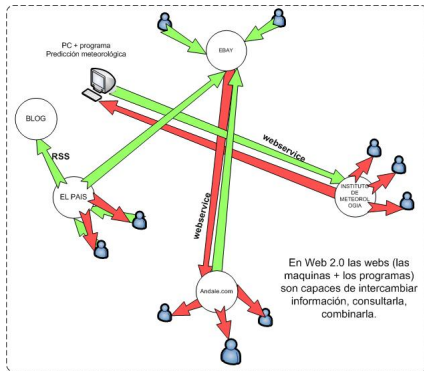 PC + programa
Predicción meteorológica
EBAY
BLOG
RSS
webservice
EL PAIS
webservice
INSTITUTO
DE
METEOROL
OGIA
Andale.com
En Web 2.0 las webs (las
maquinas + los programas)
son capaces de intercambiar
información, consultarla,
combinarla.